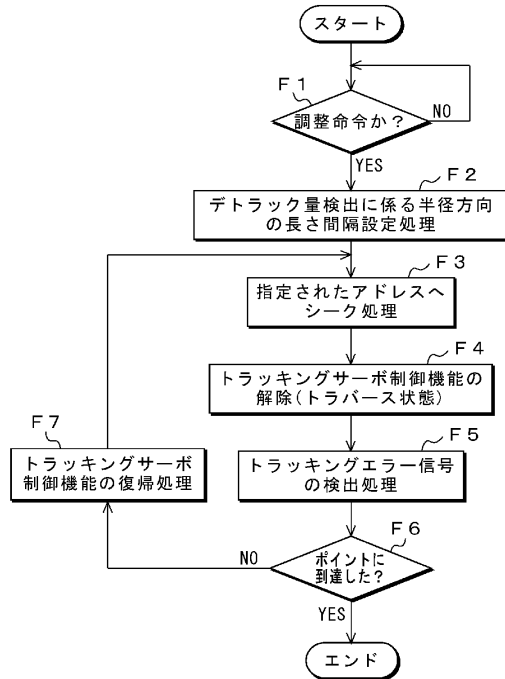 スタート
F1
調整命令か?
NO
YES
F2
デトラック量検出に係る半径方向
の長さ間隔設定処理
F3
指定されたアドレスへ
シーク処理
F4
トラッキングサーボ制御機能の
解除(トラバース状態)
F7
トラッキングサーボ
制御機能の復帰処理
F5
トラッキングエラー信号
の検出処理
F6
ポイントに
到達した?
NO
YES
エンド